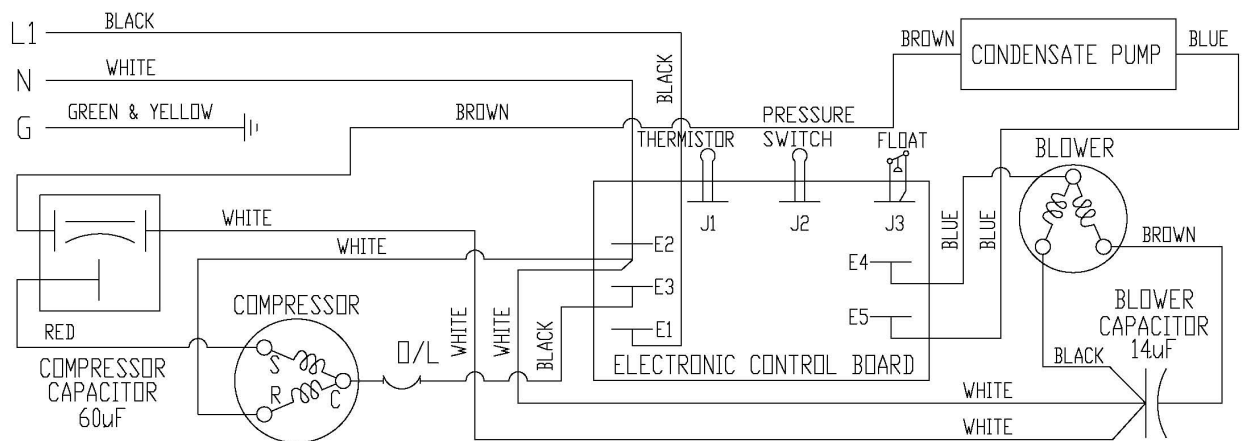 L1
BLACK
N
WHITE
G
GREEN & YELLOW
BROWN
BLACK
BROWN
CONDENSATE PUMP
BLUE
THERMISTOR
PRESSURE
SWITCH
FLOAT
J1
J2
J3
BLOWER
BLUE
BLUE
BROWN
WHITE
WHITE
E2
E3
E1
E4
E5
ELECTRONIC CONTROL BOARD
RED
COMPRESSOR
CAPACITOR
60uF
COMPRESSOR
S
R
C
O/L
WHITE
WHITE
BLACK
BLOWER
CAPACITOR
14uF
BLACK
WHITE
WHITE